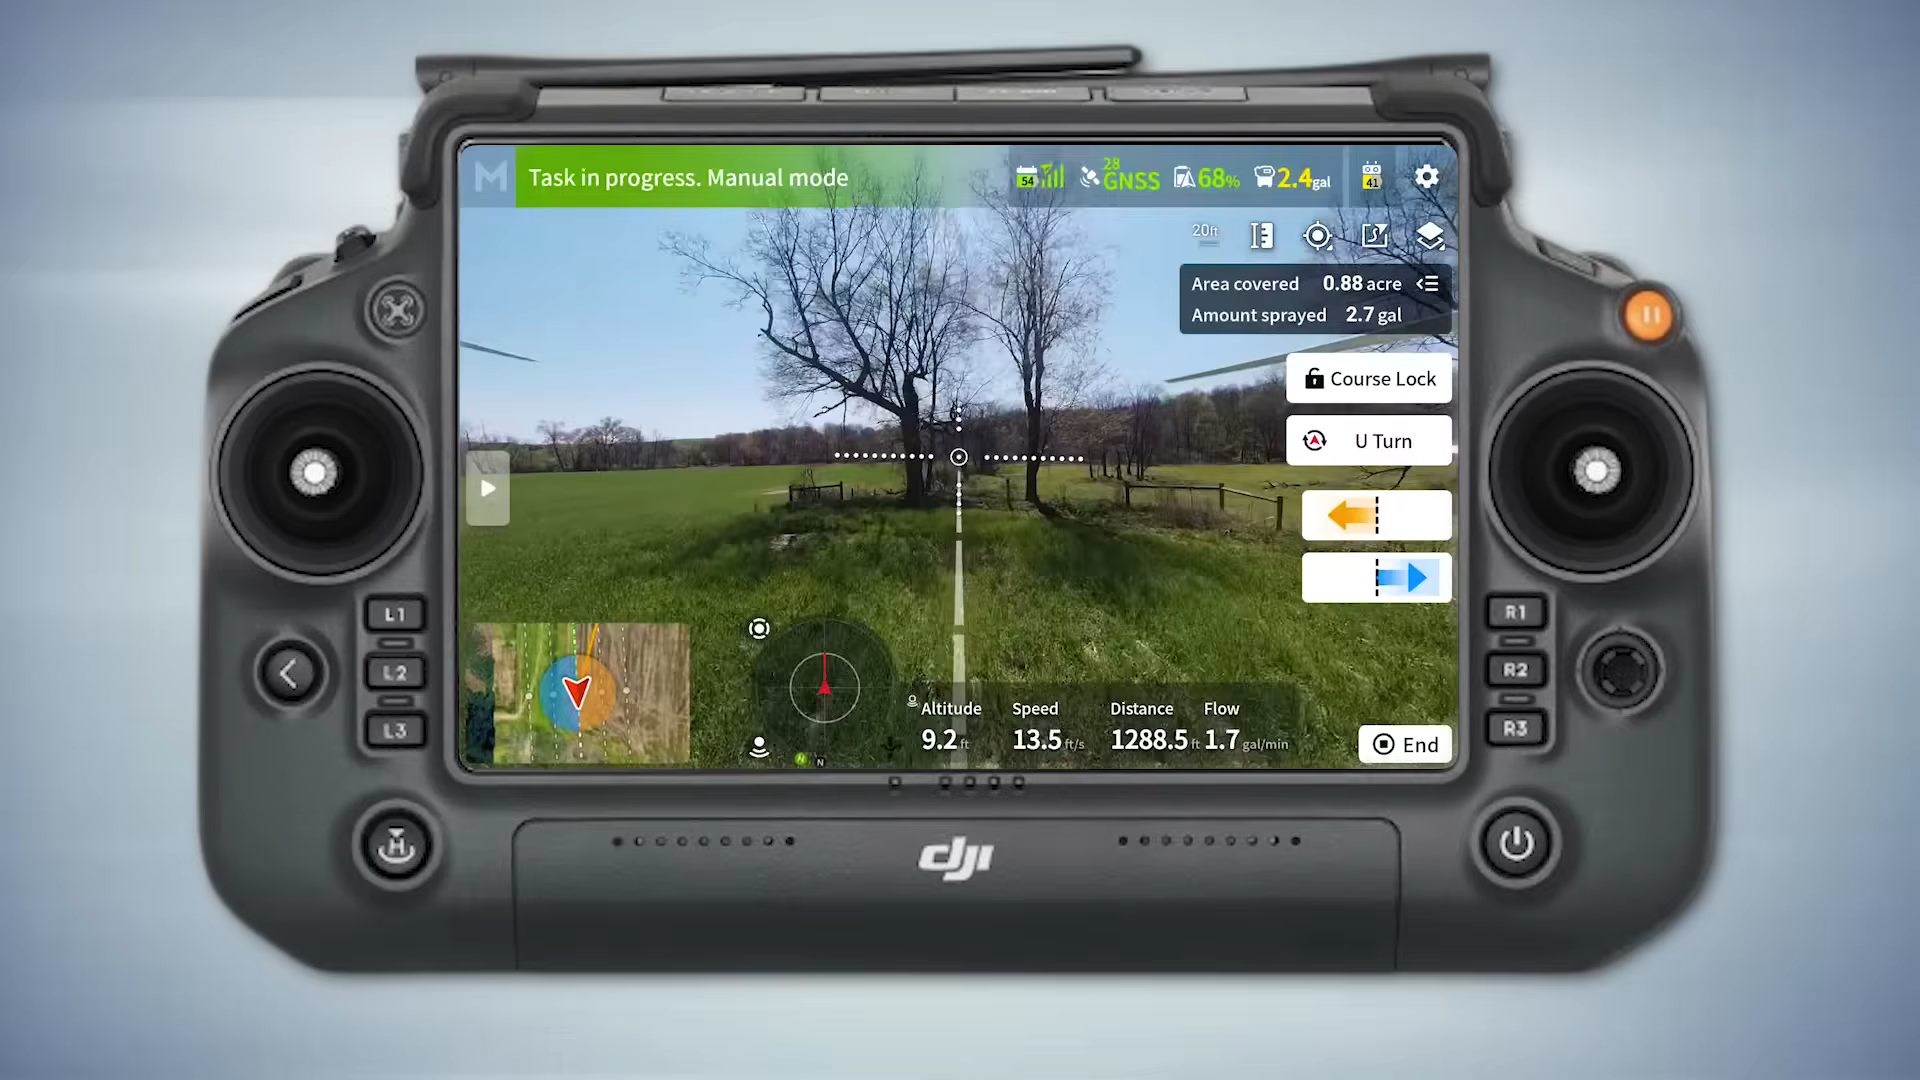 M
Task in progress. Manual mode
54
28
GNSS
68%
2.4gal
41
20ft
Area covered 0.88 acre
Amount sprayed 2.7 gal
Course Lock
U Turn
L1
L2
L3
R1
R2
R3
Altitude Speed Distance Flow
9.2 ft 13.5 ft/s 1288.5 ft 1.7 gal/min
N
N
End
H
dji